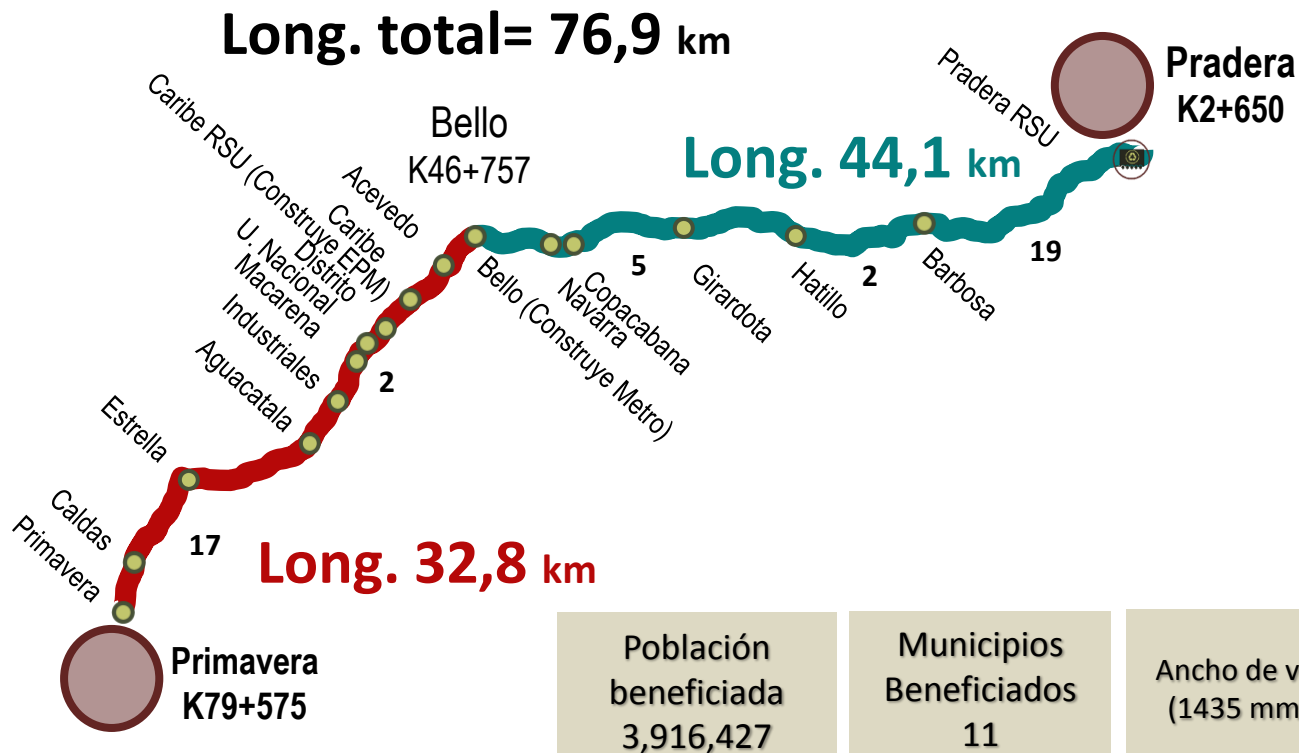 Long. total= 76,9 km
Pradera
K2+650
Pradera RSU
Bello
K46+757
Long. 44,1 km
Caribe RSU (Construye EPM)
Acevedo
Caribe
Distrito
U. Nacional
Macarena
Industriales
Aguacatala
Estrella
Caldas
Primavera
Bello (Construye Metro)
Navarra
Copacabana
5
Girardota
Hatillo
2
Barbosa
19
2
17
Long. 32,8 km
Primavera
K79+575
Población
beneficiada
3,916,427
Municipios
Beneficiados
11
Ancho de v
(1435 mm